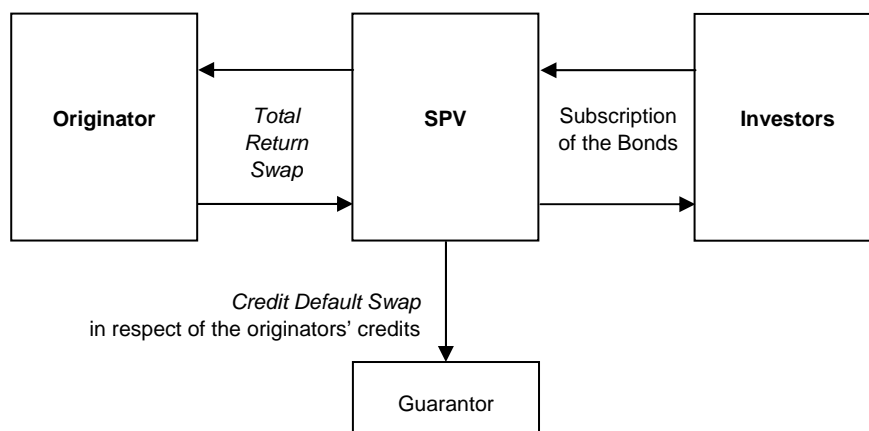 Originator
Total
Return
Swap
SPV
Subscription
of the Bonds
Investors
Credit Default Swap
in respect of the originators’ credits
Guarantor